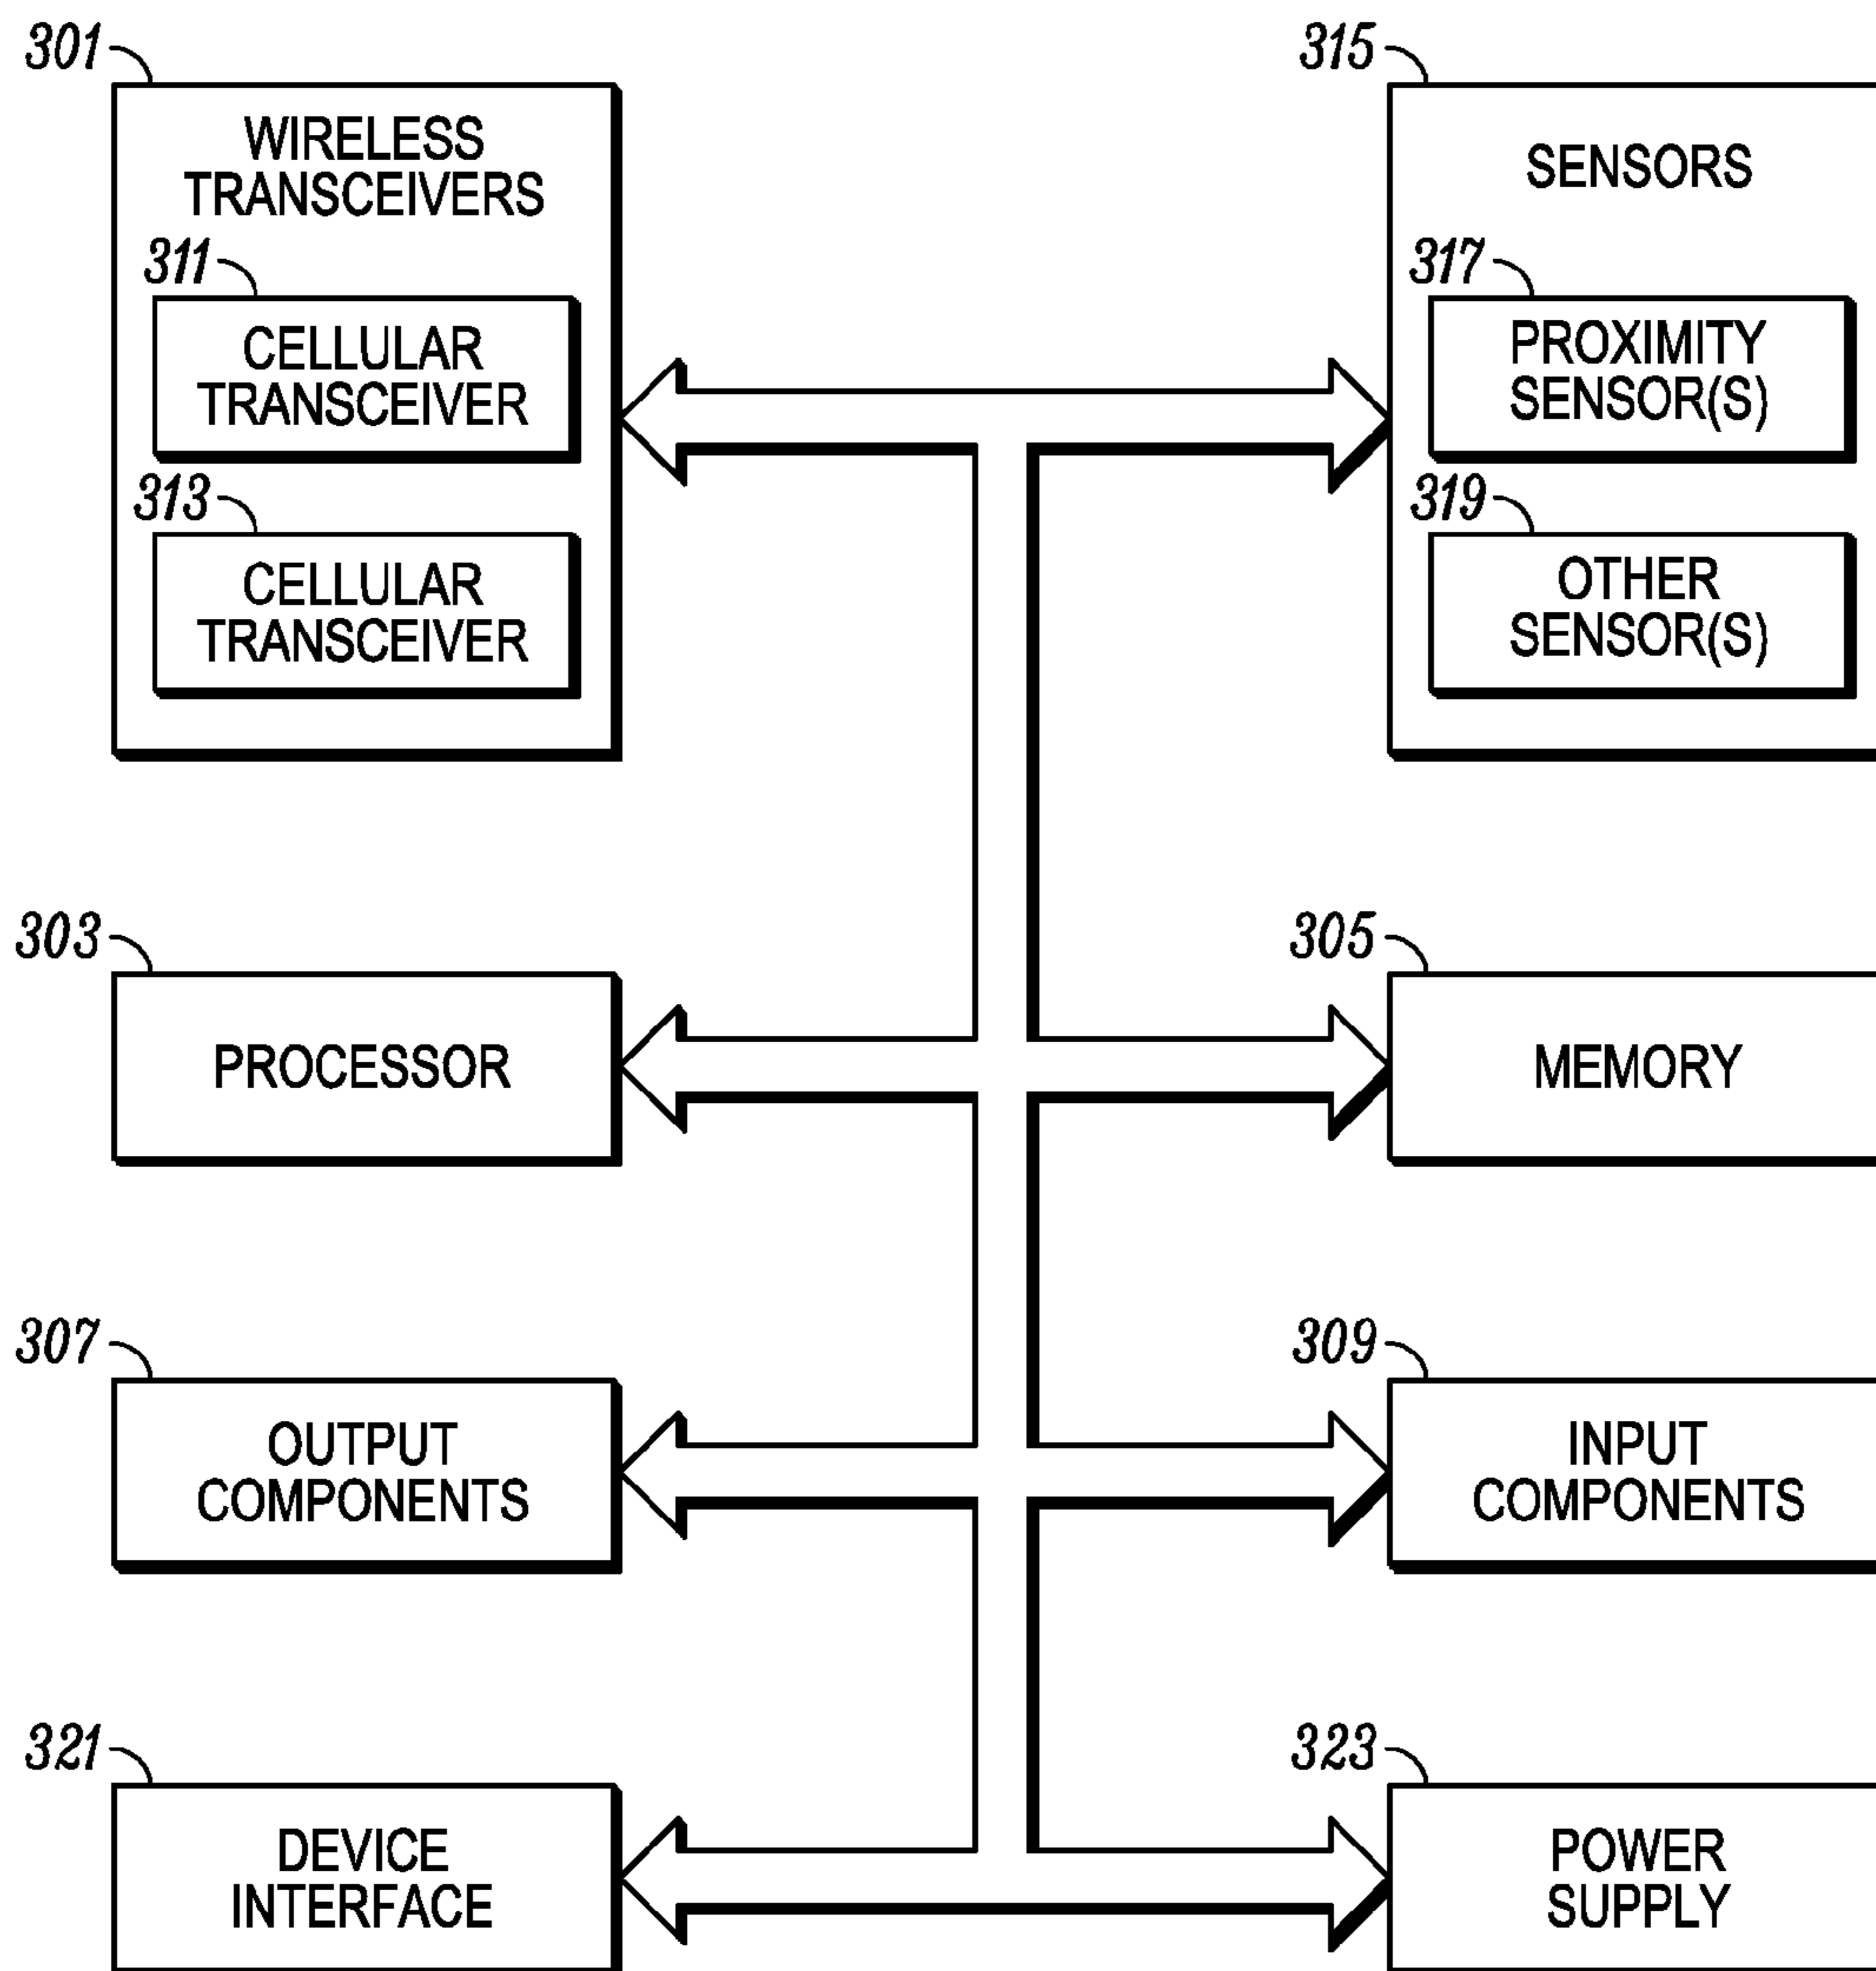 301
WIRELESS
TRANSCEIVERS
311
CELLULAR
TRANSCEIVER
313
CELLULAR
TRANSCEIVER
315
SENSORS
317
PROXIMITY
SENSOR(S)
319
OTHER
SENSOR(S)
303
PROCESSOR
305
MEMORY
307
OUTPUT
COMPONENTS
309
INPUT
COMPONENTS
321
DEVICE
INTERFACE
323
POWER
SUPPLY